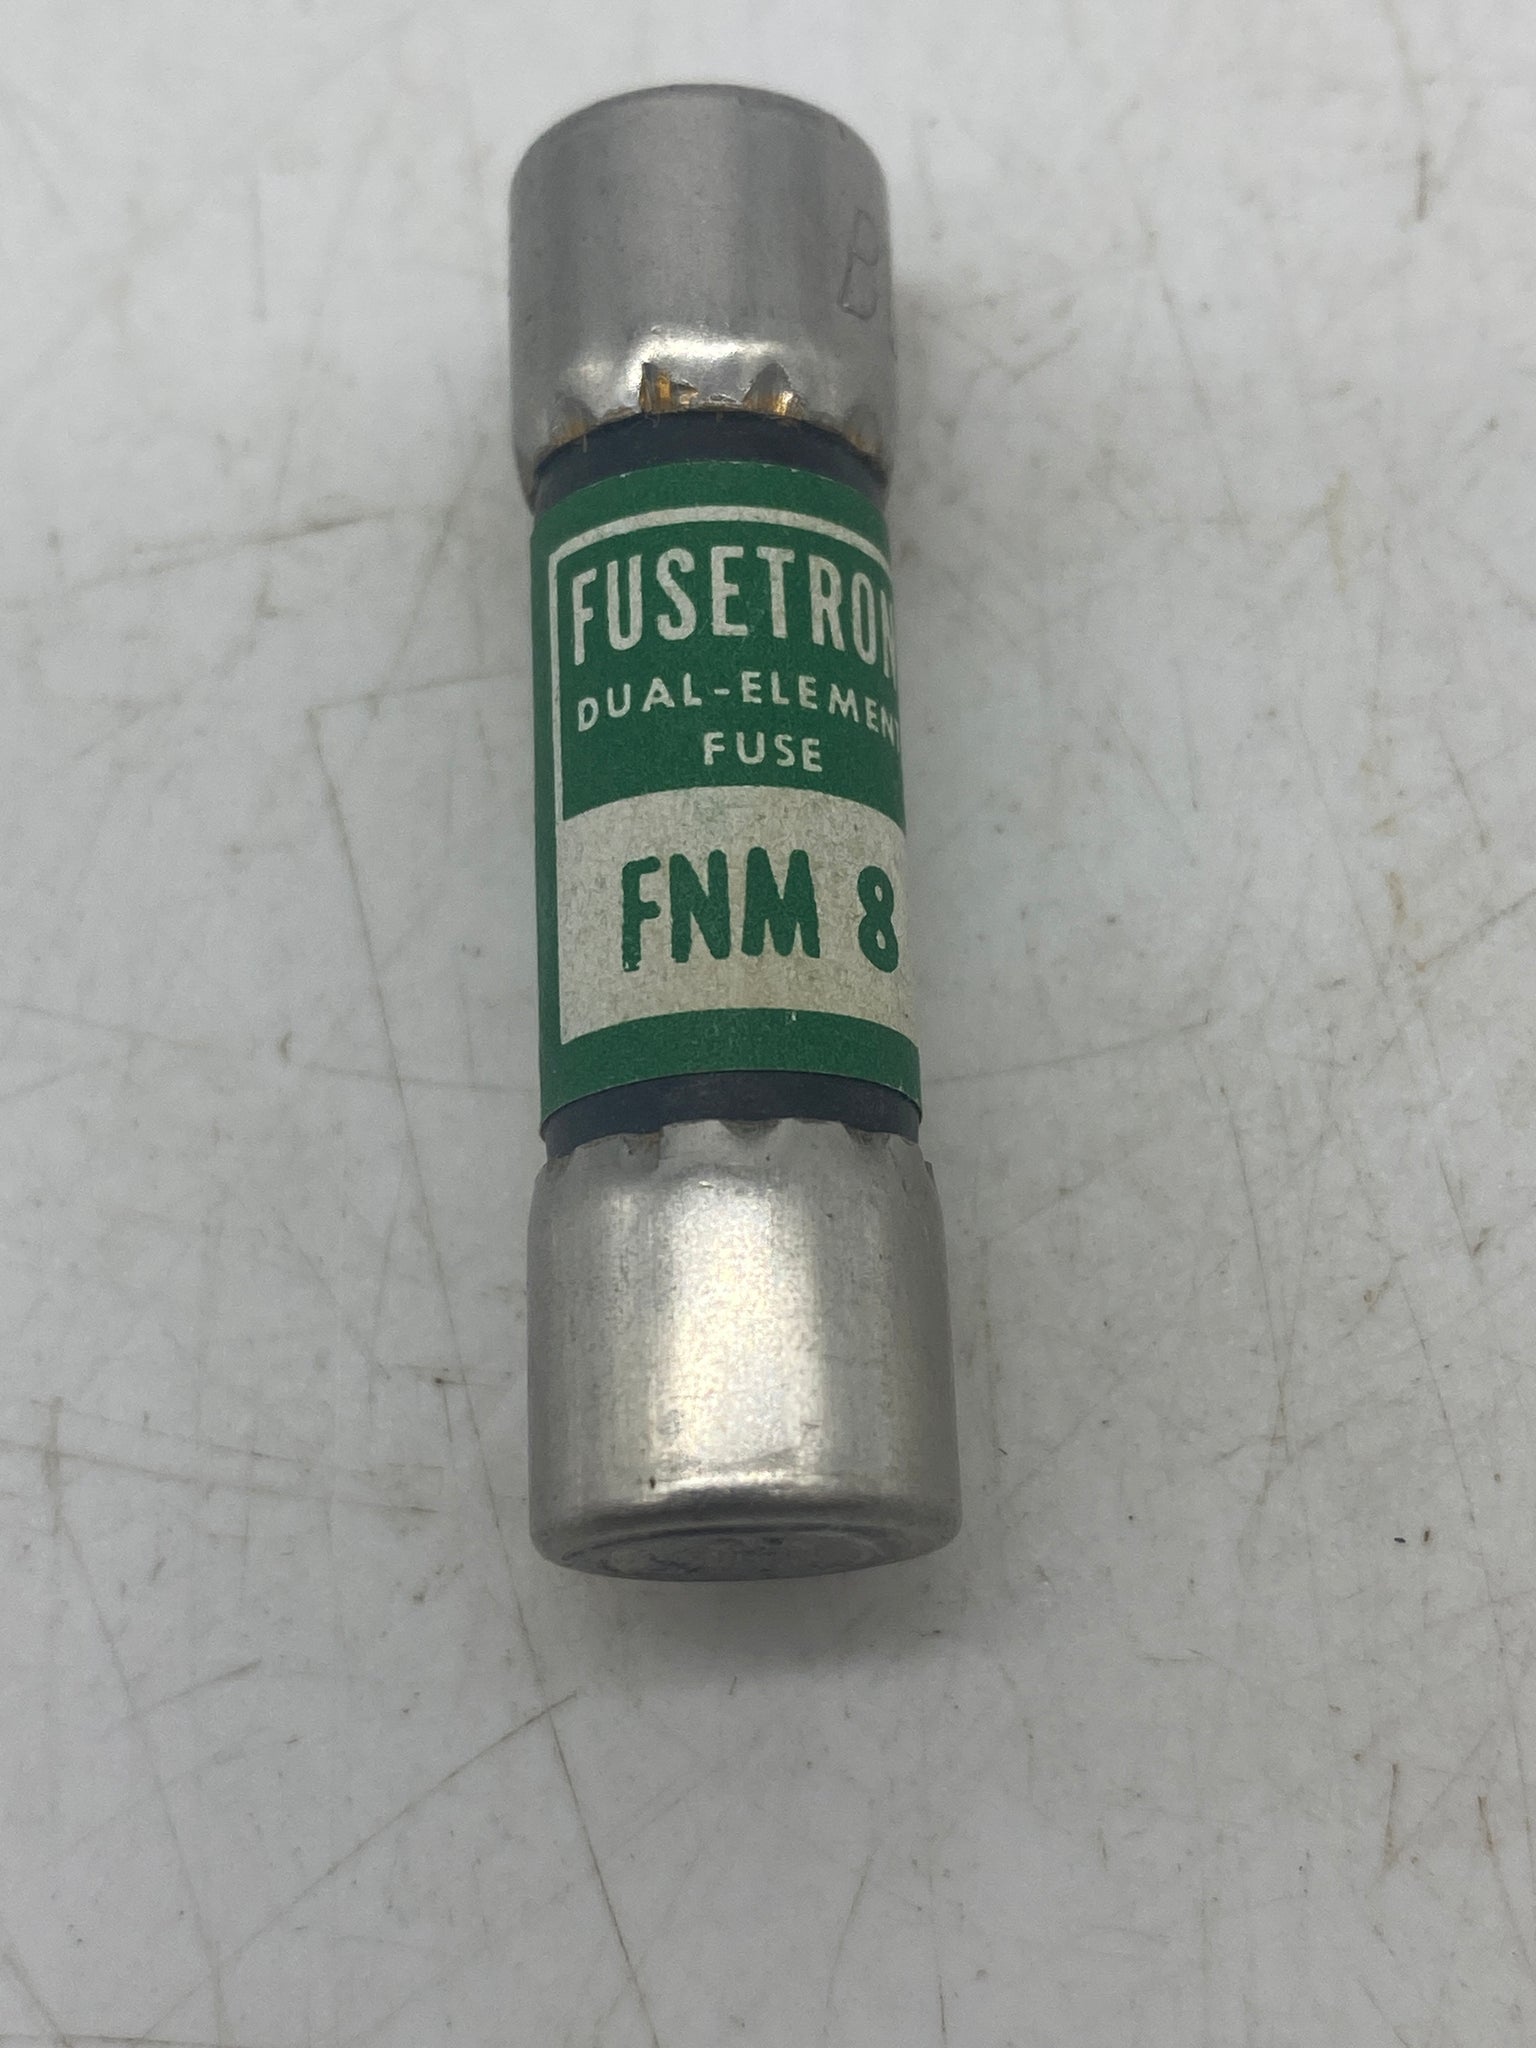 FUSETRON
DUAL-ELEMENT
FUSE
FNM 8
B